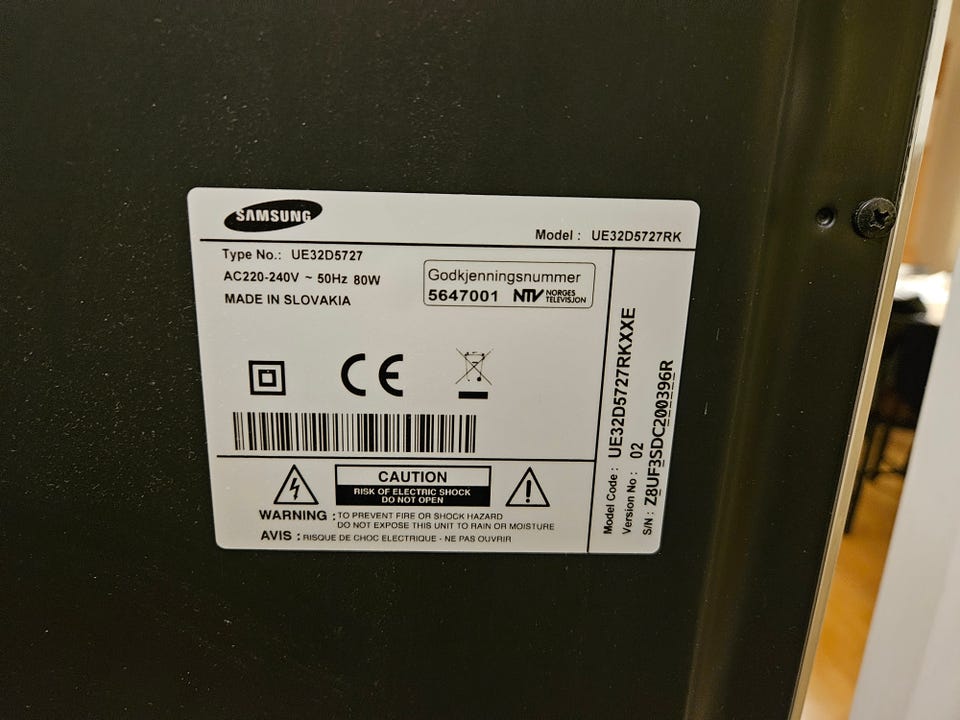 SAMSUNG
Model : UE32D5727RK
Type No.: UE32D5727
AC220-240V ~ 50Hz 80W
MADE IN SLOVAKIA
Godkjenningsnummer
5647001 NTV NORGES TELEVISJON
CE
CAUTION
RISK OF ELECTRIC SHOCK
DO NOT OPEN
WARNING : TO PREVENT FIRE OR SHOCK HAZARD
DO NOT EXPOSE THIS UNIT TO RAIN OR MOISTURE
AVIS : RISQUE DE CHOC ELECTRIQUE - NE PAS OUVRIR
Model Code : UE32D5727RKXXE
Version No : 02
S/N : Z8UF3SDC200396R